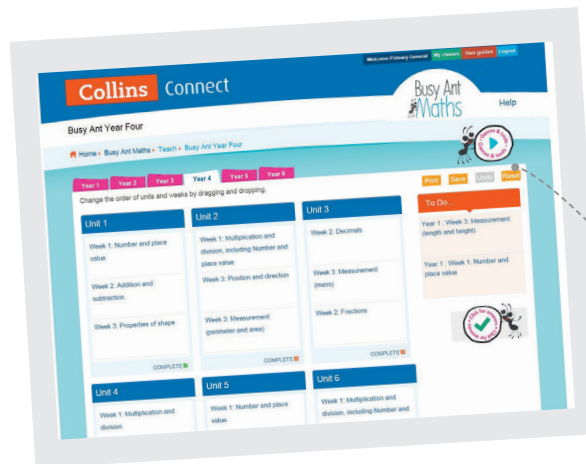 Welcome Primary General My classes User guides Logout
Collins Connect
Busy Ant
Maths
Help
Busy Ant Year Four
Home › Busy Ant Maths › Teach › Busy Ant Year Four
Year 1 Year 2 Year 3 Year 4 Year 5 Year 6
Print Save Undo Reset
Change the order of units and weeks by dragging and dropping.
Unit 1
Week 1: Number and place
value
Week 2: Addition and
subtraction
Week 3: Properties of shape
COMPLETE
Unit 2
Week 1: Multiplication and
division, including Number and
place value
Week 3: Position and direction
Week 3: Measurement
(perimeter and area)
COMPLETE
Unit 3
Week 2: Decimals
Week 3: Measurement
(mass)
Week 2: Fractions
COMPLETE
To Do...
Year 1 : Week 3. Measurement
(length and height)
Year 1 : Week 1. Number and
place value
Unit 4
Week 1: Multiplication and
division
Unit 5
Week 1: Number and place
value
Unit 6
Week 1: Multiplication and
division, including Number and